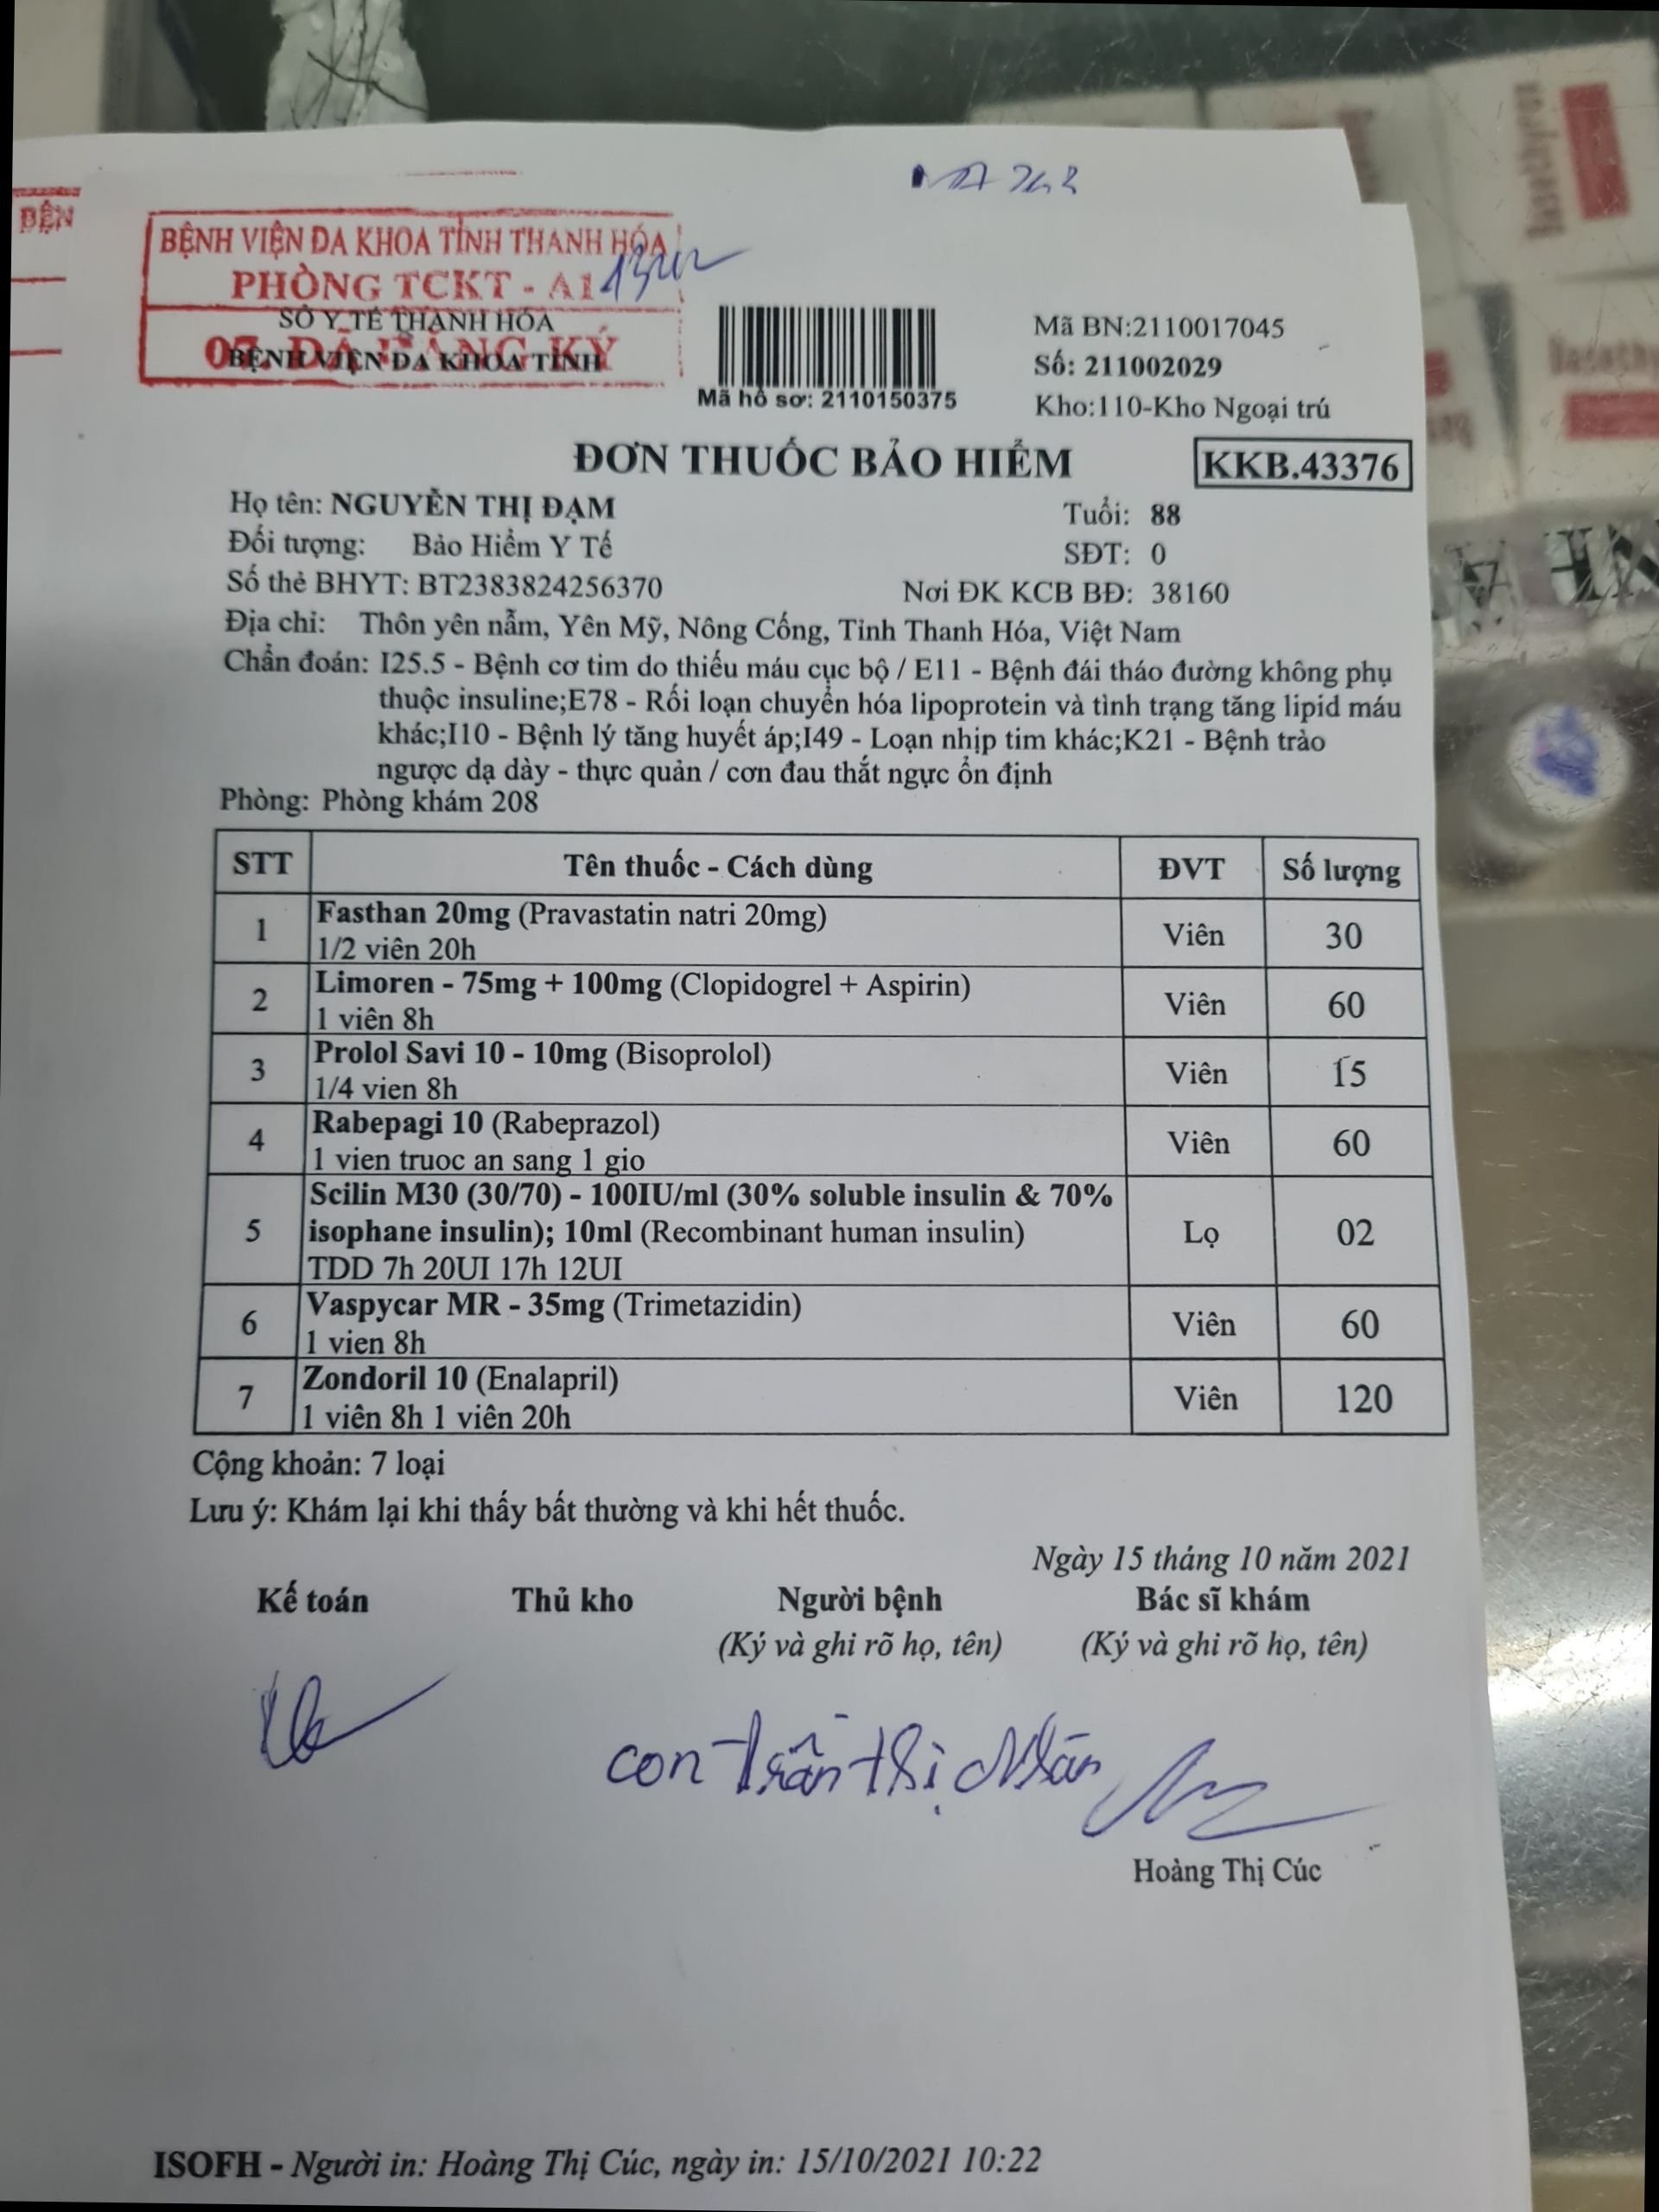 BỆNH VIỆN ĐA KHOA TỈNH THANH HÓA
PHÒNG TCKT - A1
SỞ Y TẾ THANH HÓA
07. ĐÃ ĐĂNG KÝ
BỆNH VIỆN ĐA KHOA TỈNH
BỆN
Mã hồ sơ: 2110150375
Mã BN:2110017045
Số: 211002029
Kho:110-Kho Ngoại trú
ĐƠN THUỐC BẢO HIỂM
KKB.43376
Họ tên: NGUYỄN THỊ ĐẠM
Tuổi: 88
Đối tượng: Bảo Hiểm Y Tế
SĐT: 0
Số thẻ BHYT: BT2383824256370
Nơi ĐK KCB BĐ: 38160
Địa chỉ: Thôn yên nẫm, Yên Mỹ, Nông Cống, Tỉnh Thanh Hóa, Việt Nam
Chẩn đoán: I25.5 - Bệnh cơ tim do thiếu máu cục bộ / E11 - Bệnh đái tháo đường không phụ
thuộc insuline;E78 - Rối loạn chuyển hóa lipoprotein và tình trạng tăng lipid máu
khác;I10 - Bệnh lý tăng huyết áp;I49 - Loạn nhịp tim khác;K21 - Bệnh trào
ngược dạ dày - thực quản / cơn đau thắt ngực ổn định
Phòng: Phòng khám 208
STT Tên thuốc - Cách dùng ĐVT Số lượng
1 Fasthan 20mg (Pravastatin natri 20mg) Viên 30
1/2 viên 20h
2 Limoren - 75mg + 100mg (Clopidogrel + Aspirin) Viên 60
1 viên 8h
3 Prolol Savi 10 - 10mg (Bisoprolol) Viên 15
1/4 vien 8h
4 Rabepagi 10 (Rabeprazol) Viên 60
1 vien truoc an sang 1 gio
5 Scilin M30 (30/70) - 100IU/ml (30% soluble insulin & 70%
isophane insulin); 10ml (Recombinant human insulin) Lọ 02
TDD 7h 20UI 17h 12UI
6 Vaspycar MR - 35mg (Trimetazidin) Viên 60
1 vien 8h
7 Zondoril 10 (Enalapril) Viên 120
1 viên 8h 1 viên 20h
Cộng khoản: 7 loại
Lưu ý: Khám lại khi thấy bất thường và khi hết thuốc.
Ngày 15 tháng 10 năm 2021
Kế toán Thủ kho Người bệnh Bác sĩ khám
(Ký và ghi rõ họ, tên) (Ký và ghi rõ họ, tên)
con Trần thị
Hoàng Thị Cúc
ISOFH - Người in: Hoàng Thị Cúc, ngày in: 15/10/2021 10:22